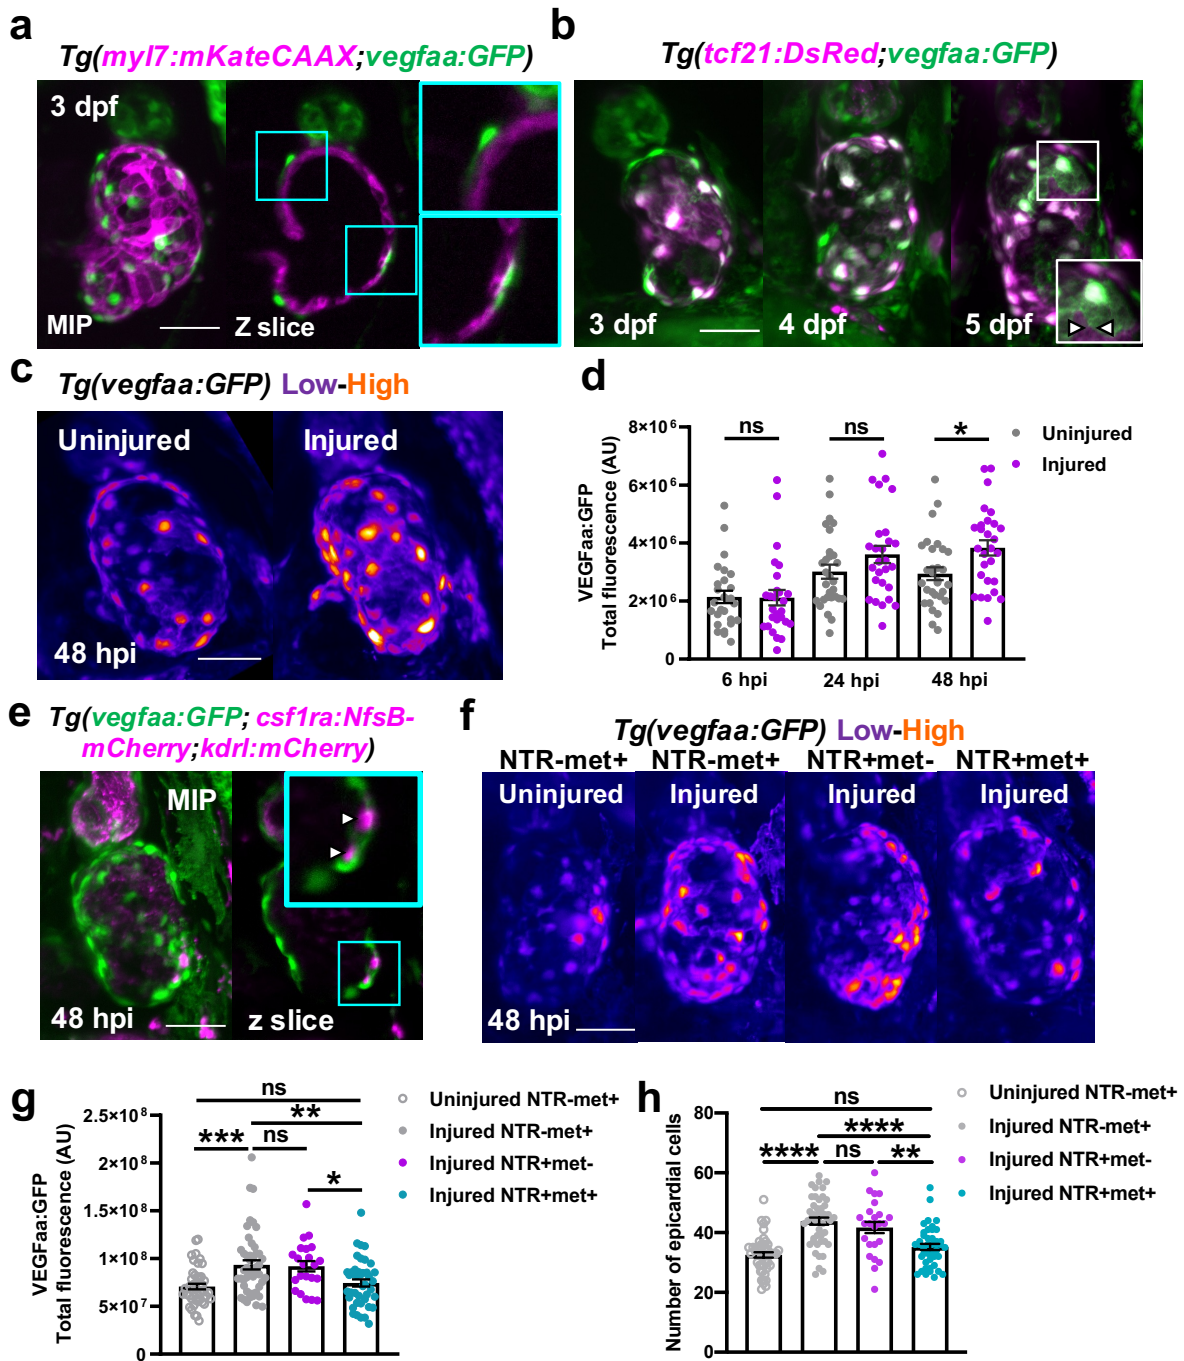 a
Tg(myl7:mKateCAAX;vegfaa:GFP)
3 dpf
MIP
Z slice
b
Tg(tcf21:DsRed;vegfaa:GFP)
3 dpf
4 dpf
5 dpf
c
Tg(vegfaa:GFP) Low-High
Uninjured
Injured
48 hpi
d
VEGFaa:GFP
Total fluorescence (AU)
8×10⁶
6×10⁶
4×10⁶
2×10⁶
0
ns
ns
*
6 hpi
24 hpi
48 hpi
Uninjured
Injured
e
Tg(vegfaa:GFP; csf1ra:NfsB-
mCherry;kdrl:mCherry)
MIP
48 hpi
z slice
f
Tg(vegfaa:GFP) Low-High
NTR-met+ NTR-met+ NTR+met- NTR+met+
Uninjured Injured Injured Injured
48 hpi
g
VEGFaa:GFP
Total fluorescence (AU)
2.5×10⁸
2×10⁸
1.5×10⁸
1×10⁸
5×10⁷
0
ns
**
*** ns
*
Uninjured NTR-met+
Injured NTR-met+
Injured NTR+met-
Injured NTR+met+
h
Number of epicardial cells
80
60
40
20
0
ns
****
**** ns **
Uninjured NTR-met+
Injured NTR-met+
Injured NTR+met-
Injured NTR+met+